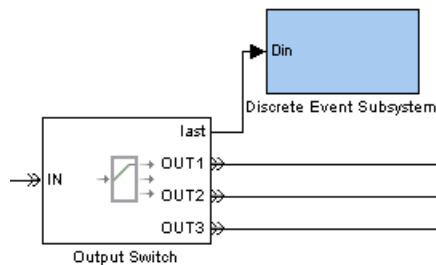 Din
Discrete Event Subsystem
last
OUT1
IN
OUT2
OUT3
Output Switch